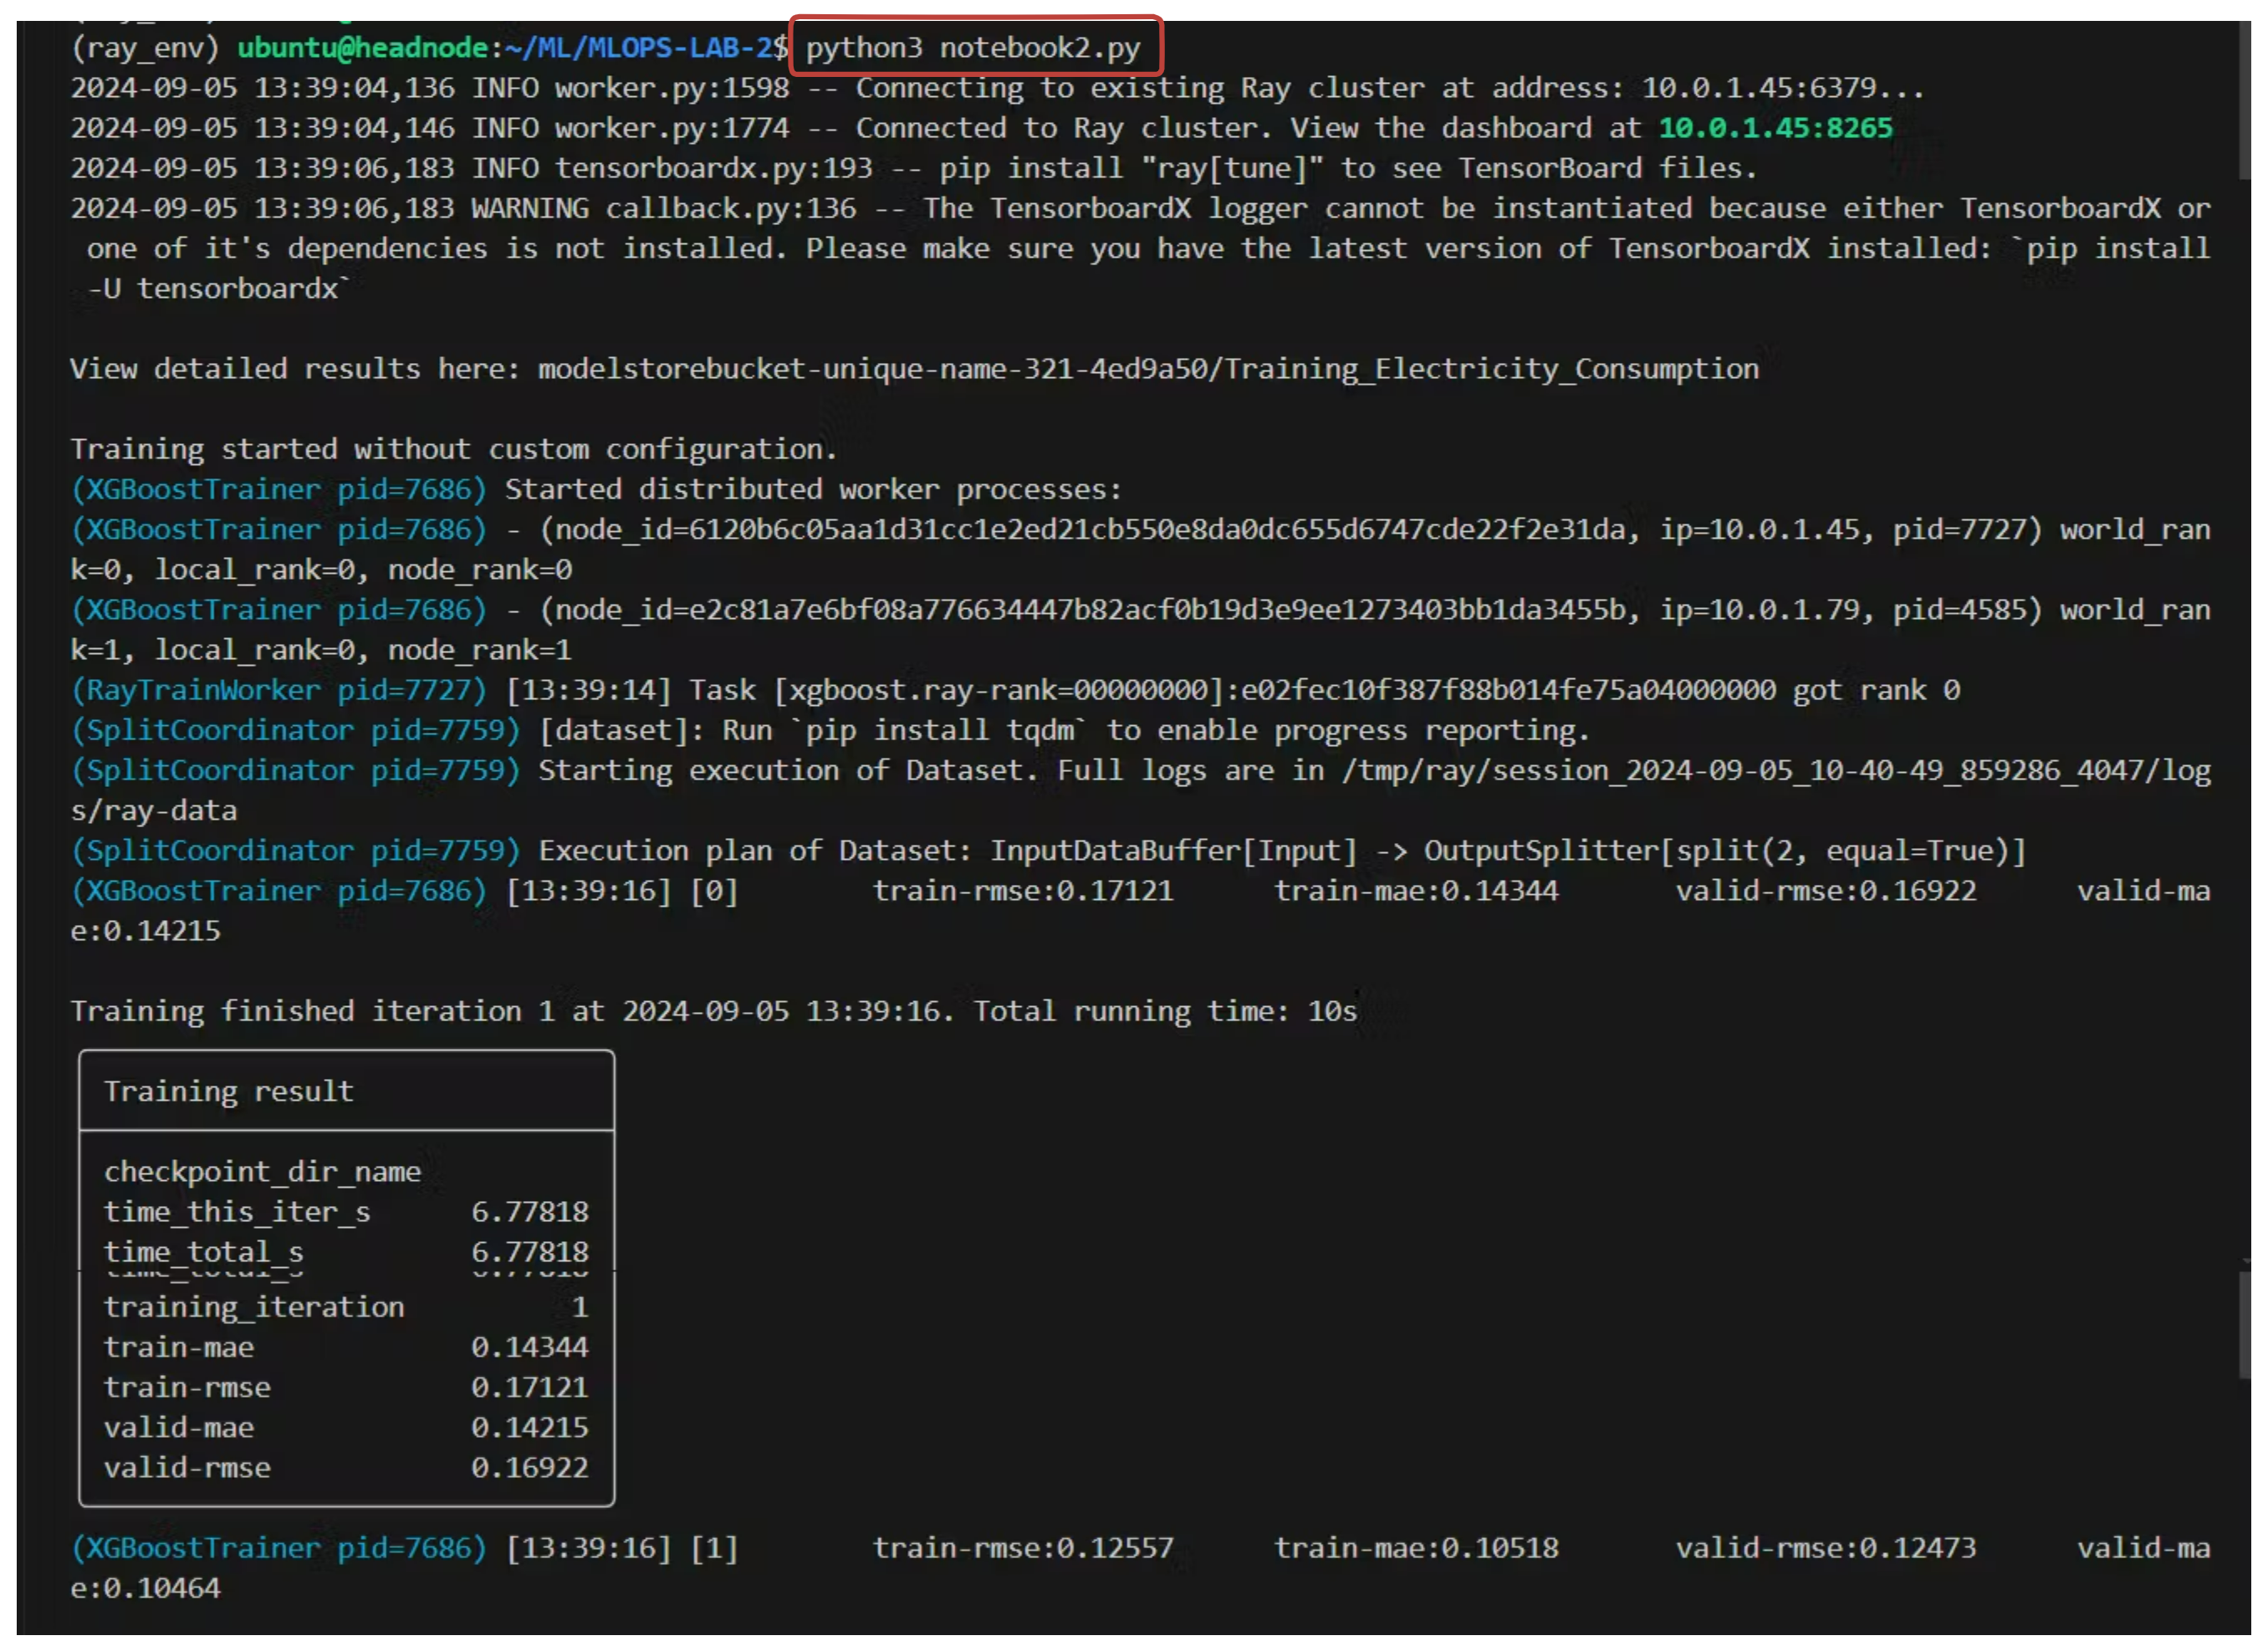 (ray_env) ubuntu@headnode:~/ML/MLOPS-LAB-2$ python3 notebook2.py
2024-09-05 13:39:04,136 INFO worker.py:1598 -- Connecting to existing Ray cluster at address: 10.0.1.45:6379...
2024-09-05 13:39:04,146 INFO worker.py:1774 -- Connected to Ray cluster. View the dashboard at 10.0.1.45:8265
2024-09-05 13:39:06,183 INFO tensorboardx.py:193 -- pip install "ray[tune]" to see TensorBoard files.
2024-09-05 13:39:06,183 WARNING callback.py:136 -- The TensorboardX logger cannot be instantiated because either TensorboardX or
one of it's dependencies is not installed. Please make sure you have the latest version of TensorboardX installed: `pip install
-U tensorboardx`
View detailed results here: modelstorebucket-unique-name-321-4ed9a50/Training_Electricity_Consumption
Training started without custom configuration.
(XGBoostTrainer pid=7686) Started distributed worker processes:
(XGBoostTrainer pid=7686) - (node_id=6120b6c05aa1d31cc1e2ed21cb550e8da0dc655d6747cde22f2e31da, ip=10.0.1.45, pid=7727) world_ran
k=0, local_rank=0, node_rank=0
(XGBoostTrainer pid=7686) - (node_id=e2c81a7e6bf08a776634447b82acf0b19d3e9ee1273403bb1da3455b, ip=10.0.1.79, pid=4585) world_ran
k=1, local_rank=0, node_rank=1
(RayTrainWorker pid=7727) [13:39:14] Task [xgboost.ray-rank=00000000]:e02fec10f387f88b014fe75a04000000 got rank 0
(SplitCoordinator pid=7759) [dataset]: Run `pip install tqdm` to enable progress reporting.
(SplitCoordinator pid=7759) Starting execution of Dataset. Full logs are in /tmp/ray/session_2024-09-05_10-40-49_859286_4047/log
s/ray-data
(SplitCoordinator pid=7759) Execution plan of Dataset: InputDataBuffer[Input] -> OutputSplitter[split(2, equal=True)]
(XGBoostTrainer pid=7686) [13:39:16] [0] train-rmse:0.17121 train-mae:0.14344 valid-rmse:0.16922 valid-ma
e:0.14215
Training finished iteration 1 at 2024-09-05 13:39:16. Total running time: 10s
Training result
checkpoint_dir_name
time_this_iter_s 6.77818
time_total_s 6.77818
training_iteration 1
train-mae 0.14344
train-rmse 0.17121
valid-mae 0.14215
valid-rmse 0.16922
(XGBoostTrainer pid=7686) [13:39:16] [1] train-rmse:0.12557 train-mae:0.10518 valid-rmse:0.12473 valid-ma
e:0.10464